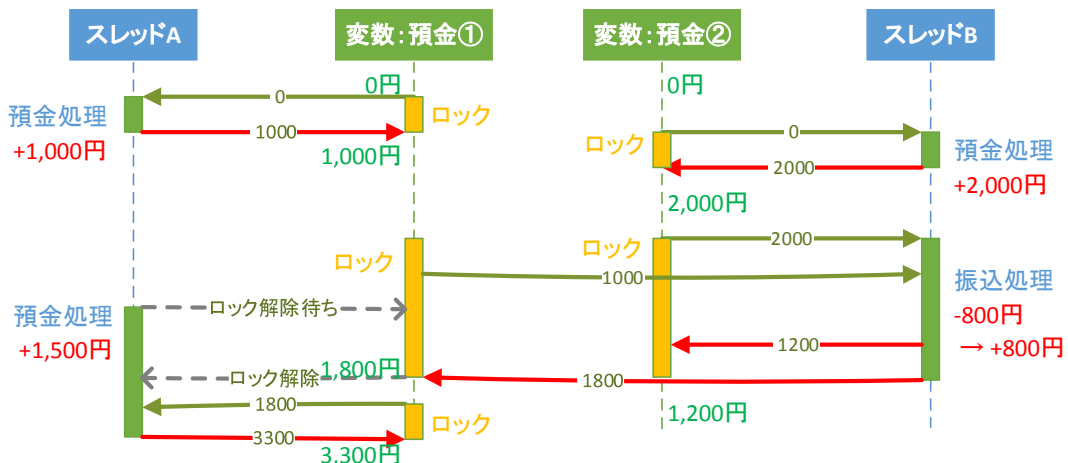 スレッドA
変数：預金①
変数：預金②
スレッドB
0円
0円
0
ロック
預金処理
+1,000円
1000
1,000円
ロック
0
預金処理
+2,000円
2000
2,000円
ロック
ロック
2000
1000
振込処理
-800円
→ +800円
ロック解除待ち
預金処理
+1,500円
1200
1,800円
ロック解除
1800
1800
1,200円
ロック
3300
3,300円